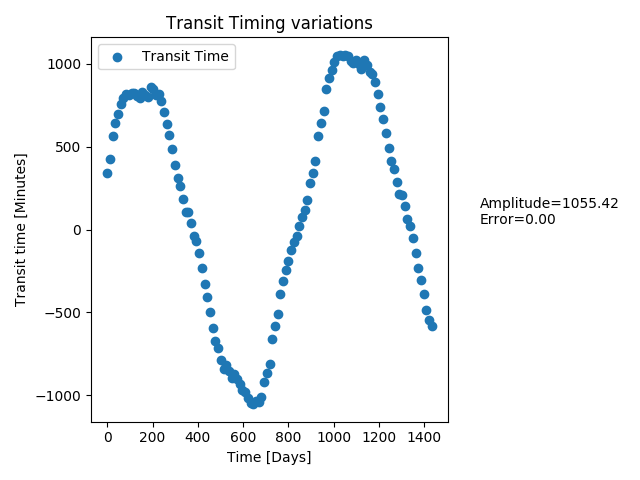 Transit Timing variations
Transit Time
Transit time [Minutes]
1000
500
0
−500
−1000
0 200 400 600 800 1000 1200 1400
Time [Days]
Amplitude=1055.42
Error=0.00